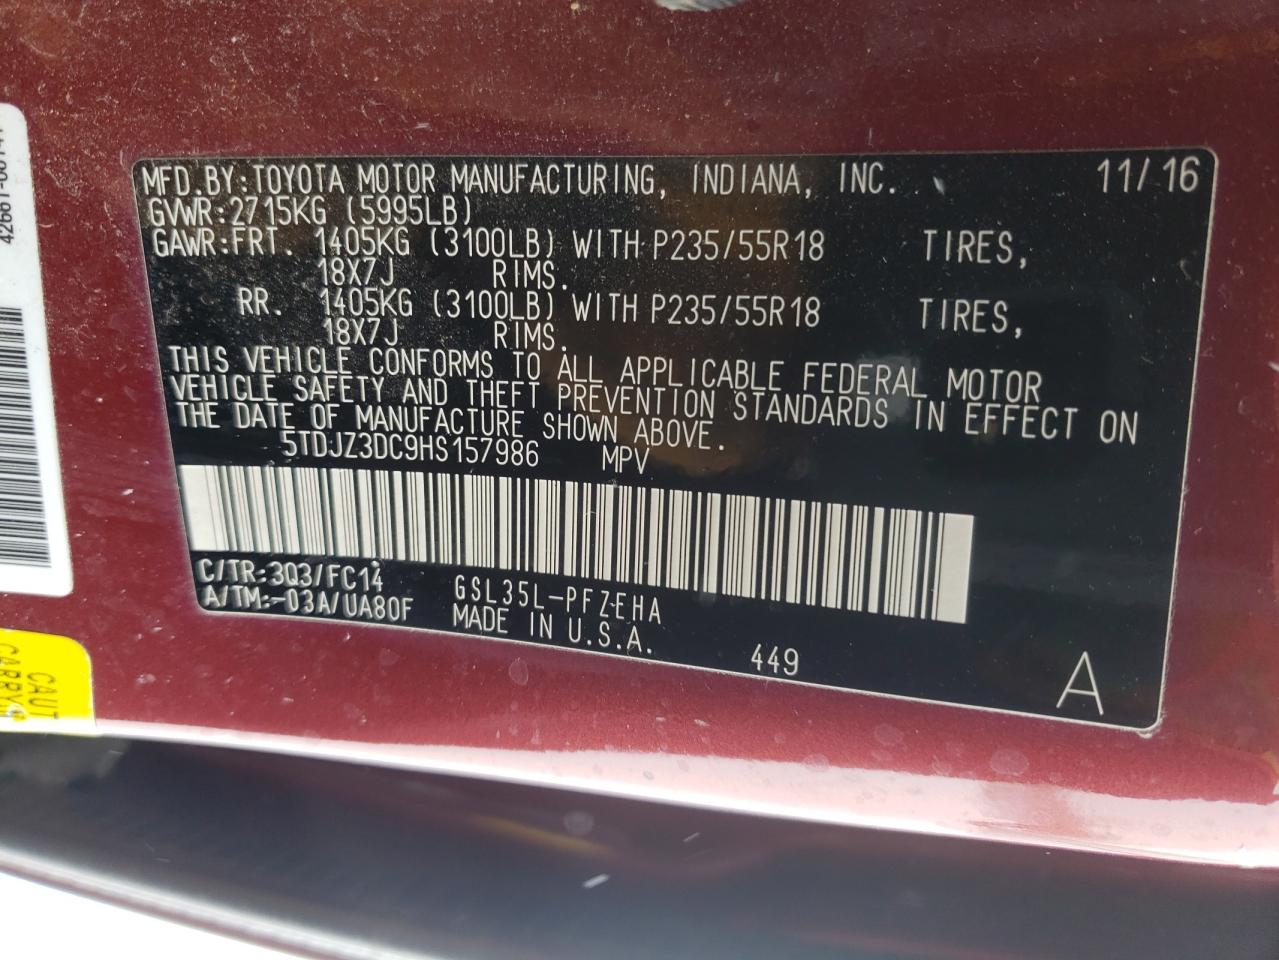 MFD.BY:TOYOTA MOTOR MANUFACTURING, INDIANA, INC. 11/16
GVWR:2715KG (5995LB)
GAWR:FRT. 1405KG (3100LB) WITH P235/55R18 TIRES,
18X7J RIMS.
RR. 1405KG (3100LB) WITH P235/55R18 TIRES,
18X7J RIMS.
THIS VEHICLE CONFORMS TO ALL APPLICABLE FEDERAL MOTOR
VEHICLE SAFETY AND THEFT PREVENTION STANDARDS IN EFFECT ON
THE DATE OF MANUFACTURE SHOWN ABOVE.
5TDJZ3DC9HS157986 MPV
C/TR:3Q3/FC14 GSL35L-PFZEHA
A/TM:-03A/UA80F MADE IN U.S.A.
449
A
CAUT